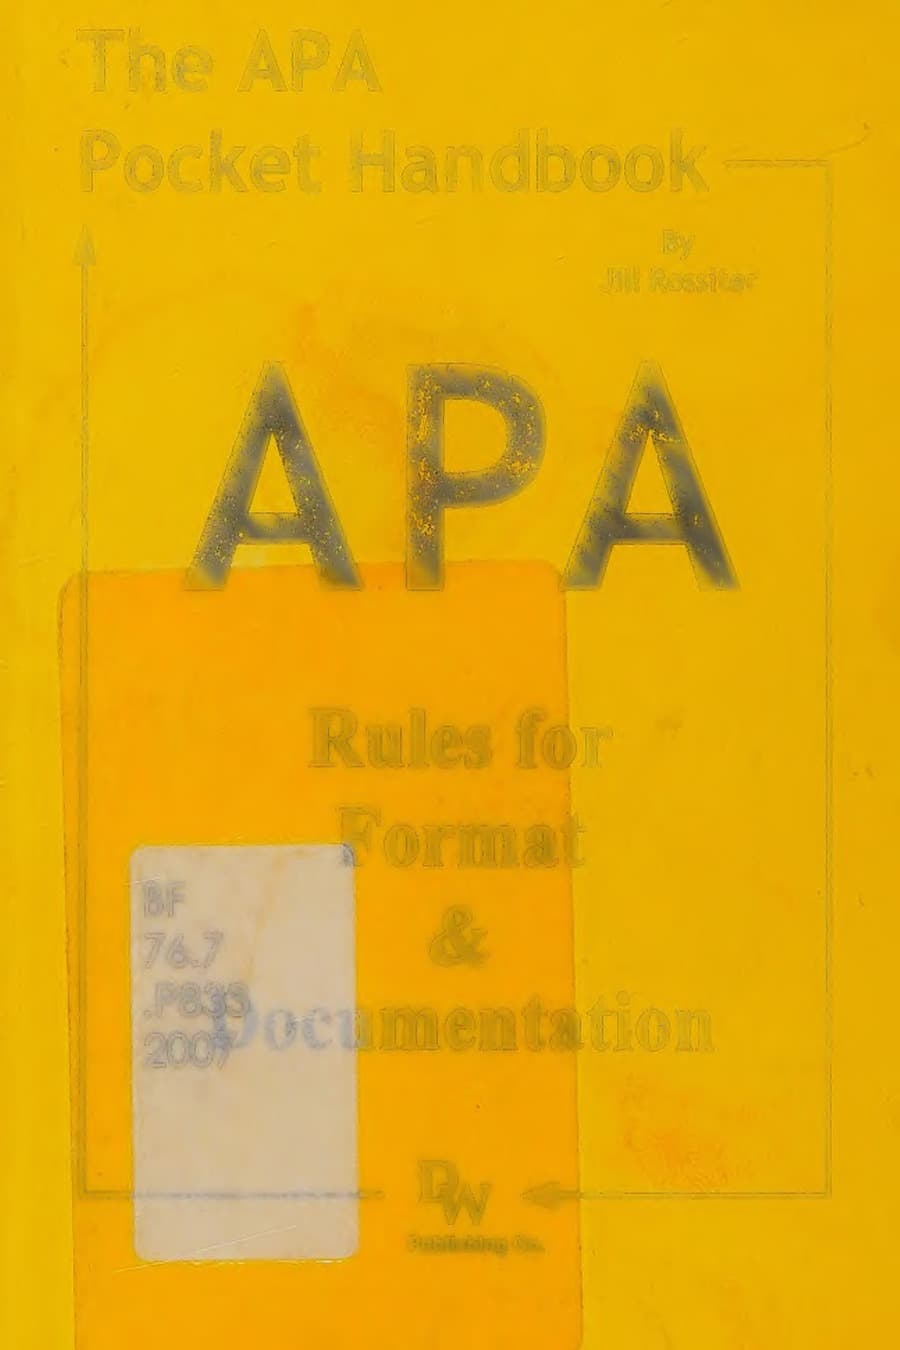 The APA
Pocket Handbook
By
Jill Rossiter
APA
Rules for
Format
&
Documentation
BF
76.7
.P833
2007
DW
Publishing Co.